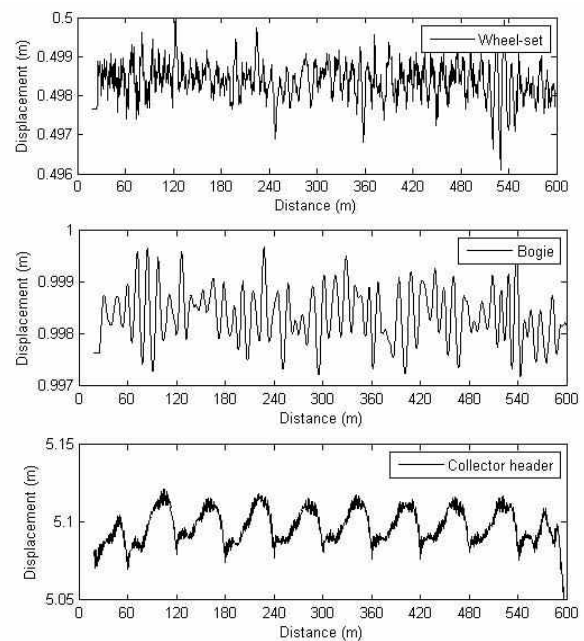 0.5
0.499
0.498
0.497
0.496
Displacement (m)
Wheel-set
0 60 120 180 240 300 360 420 480 540 600
Distance (m)
1
0.999
0.998
0.997
Displacement (m)
Bogie
0 60 120 180 240 300 360 420 480 540 600
Distance (m)
5.15
5.1
5.05
Displacement (m)
Collector header
0 60 120 180 240 300 360 420 480 540 600
Distance (m)